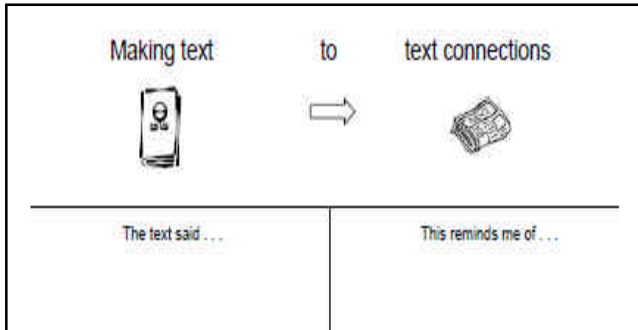 Making text to text connections
The text said . . .
This reminds me of . . .